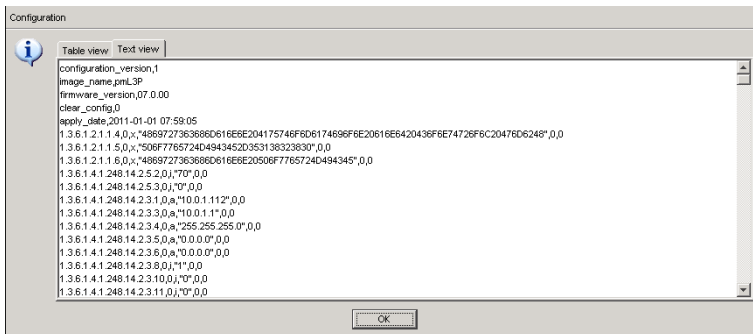 Configuration
Table view
Text view
configuration_version,1
image_name,pmL3P
firmware_version,07.0.00
clear_config,0
apply_date,2011-01-01 07:59:05
1.3.6.1.2.1.1.4,0,x,"4869727363686D616E6E204175746F6D6174696F6E20616E6420436F6E74726F6C20476D6248",0,0
1.3.6.1.2.1.1.5,0,x,"506F7765724D4943452D353138323830",0,0
1.3.6.1.2.1.1.6,0,x,"4869727363686D616E6E20506F7765724D494345",0,0
1.3.6.1.4.1.248.14.2.5.2,0,i,"70",0,0
1.3.6.1.4.1.248.14.2.5.3,0,i,"0",0,0
1.3.6.1.4.1.248.14.2.3.1,0,a,"10.0.1.112",0,0
1.3.6.1.4.1.248.14.2.3.3,0,a,"10.0.1.1",0,0
1.3.6.1.4.1.248.14.2.3.4,0,a,"255.255.255.0",0,0
1.3.6.1.4.1.248.14.2.3.5,0,a,"0.0.0.0",0,0
1.3.6.1.4.1.248.14.2.3.6,0,a,"0.0.0.0",0,0
1.3.6.1.4.1.248.14.2.3.8,0,i,"1",0,0
1.3.6.1.4.1.248.14.2.3.10,0,i,"0",0,0
1.3.6.1.4.1.248.14.2.3.11,0,i,"0",0,0
OK